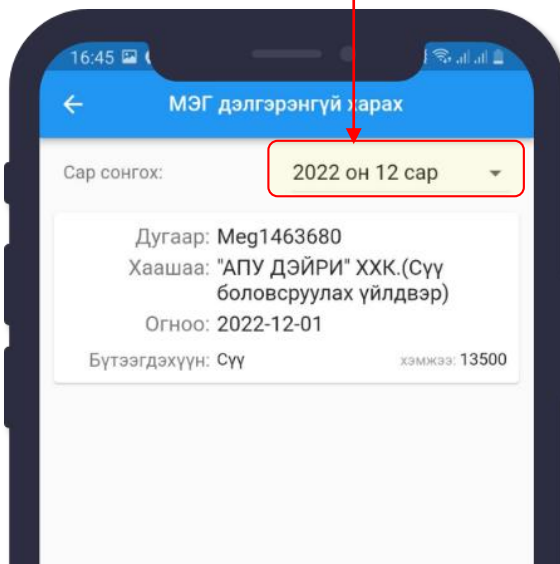 16:45
МЭГ дэлгэрэнгүй харах
Сар сонгох: 2022 он 12 сар
Дугаар: Meg1463680
Хаашаа: "АПУ ДЭЙРИ" ХХК.(Сүү
боловсруулах үйлдвэр)
Огноо: 2022-12-01
Бүтээгдэхүүн: Сүү хэмжээ: 13500